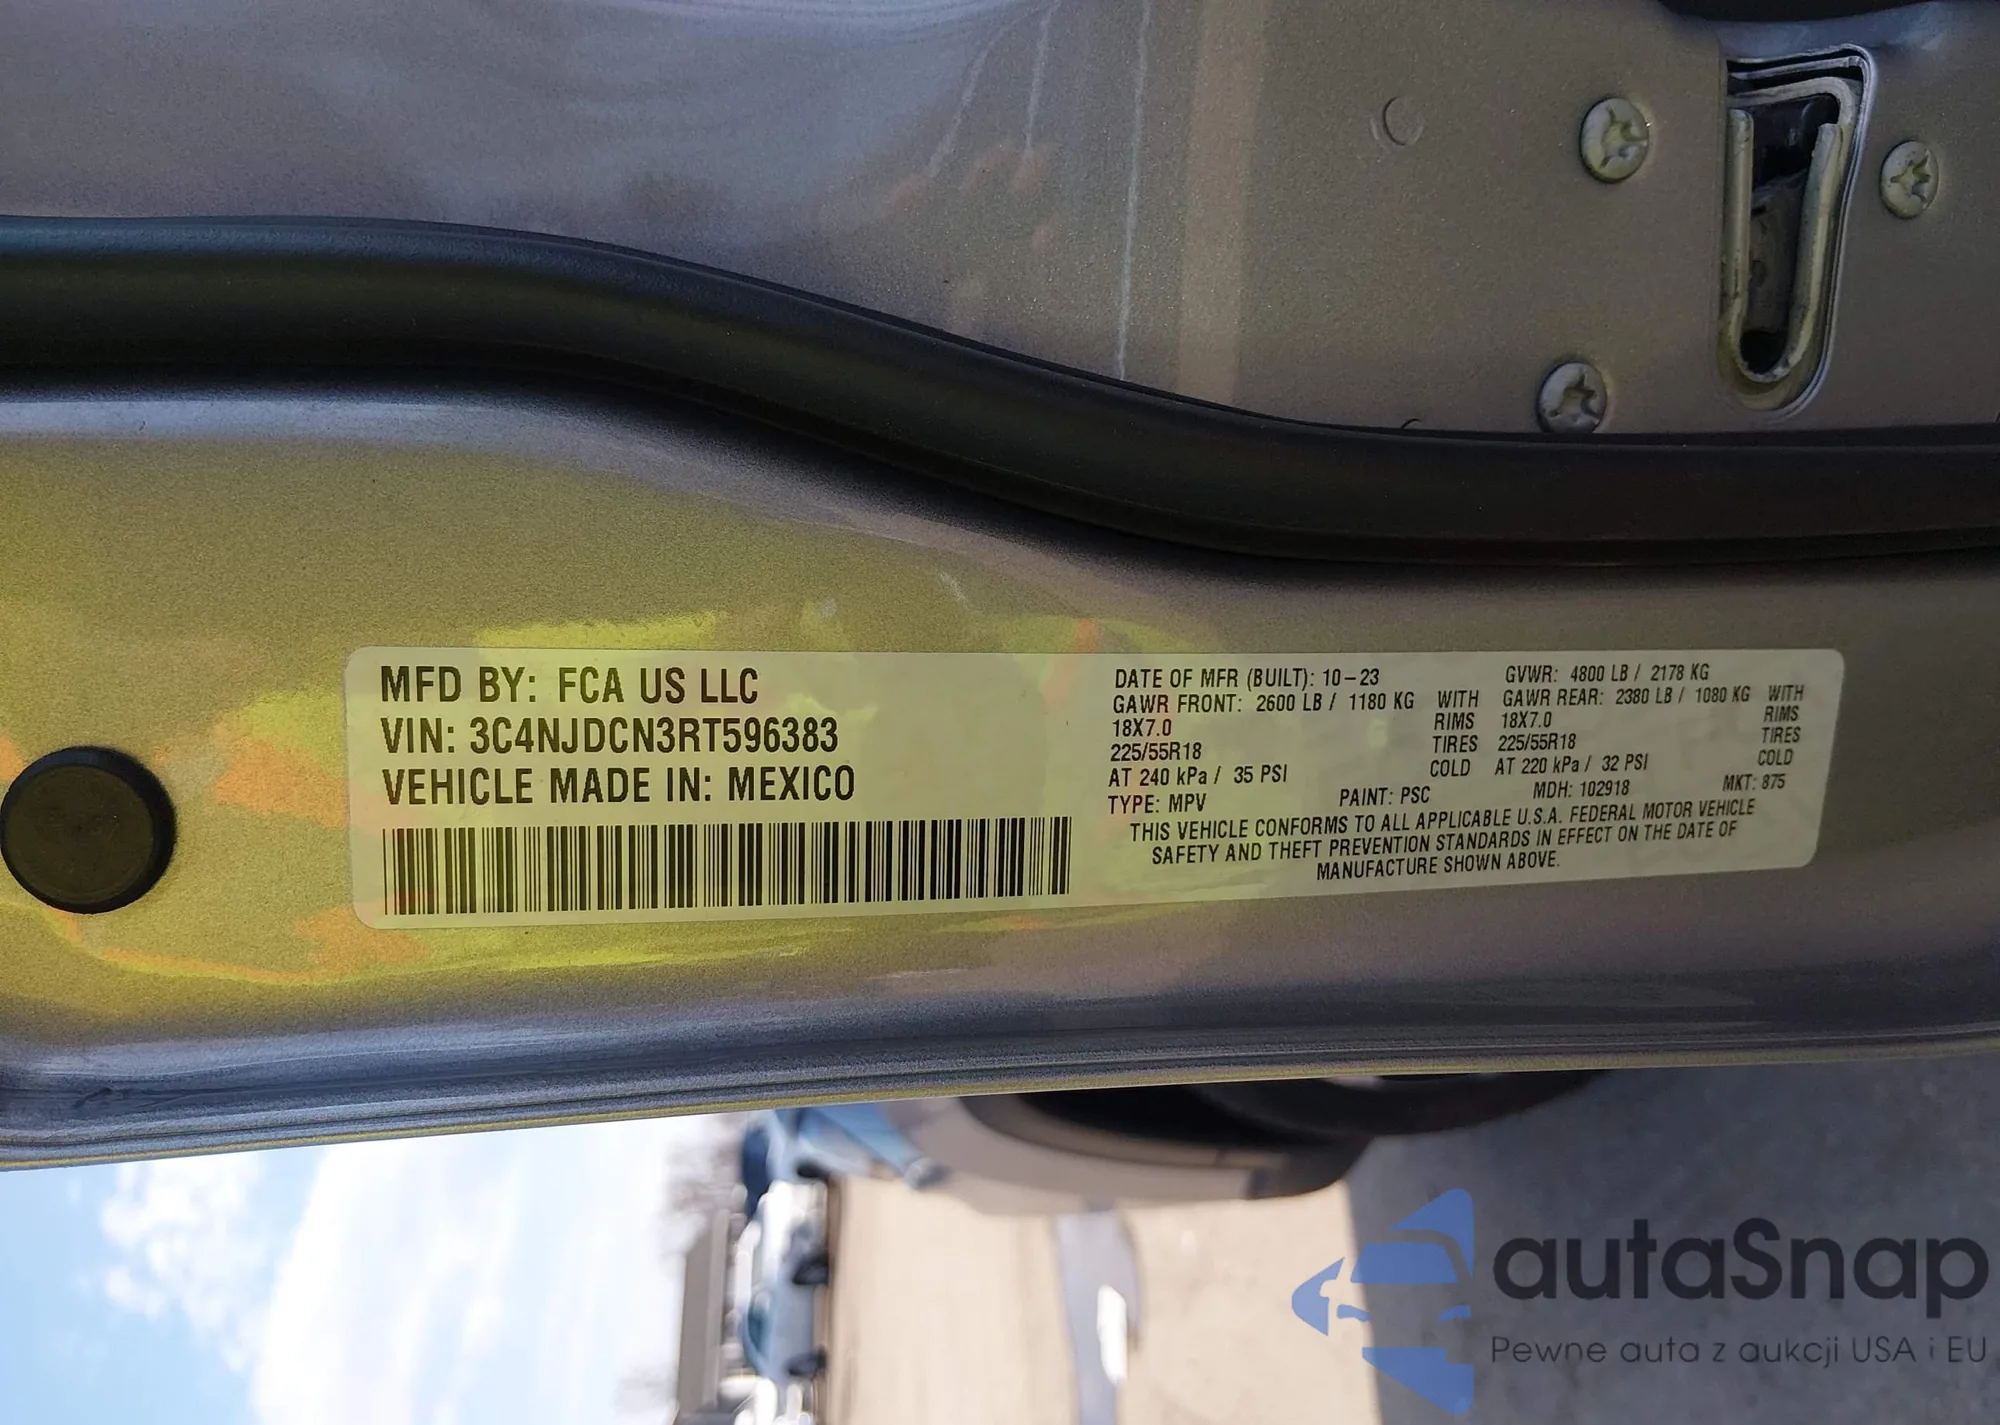 MFD BY: FCA US LLC
VIN: 3C4NJDCN3RT596383
VEHICLE MADE IN: MEXICO
DATE OF MFR (BUILT): 10-23 GVWR: 4800 LB / 2178 KG
GAWR FRONT: 2600 LB / 1180 KG WITH GAWR REAR: 2380 LB / 1080 KG WITH
18X7.0 RIMS 18X7.0 RIMS
225/55R18 TIRES 225/55R18 TIRES
AT 240 kPa / 35 PSI COLD AT 220 kPa / 32 PSI COLD
TYPE: MPV PAINT: PSC MDH: 102918 MKT: 875
THIS VEHICLE CONFORMS TO ALL APPLICABLE U.S.A. FEDERAL MOTOR VEHICLE
SAFETY AND THEFT PREVENTION STANDARDS IN EFFECT ON THE DATE OF
MANUFACTURE SHOWN ABOVE.
autaSnap
Pewne auta z aukcji USA i EU